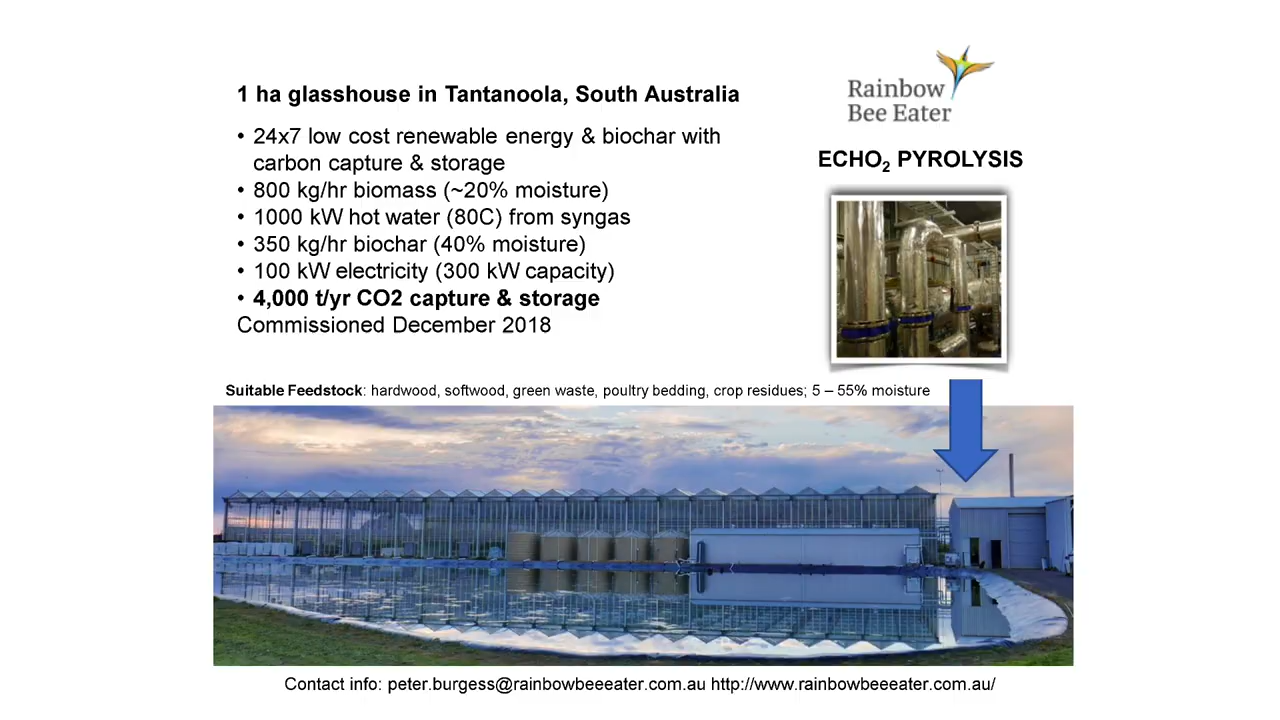 1 ha glasshouse in Tantanoola, South Australia
• 24x7 low cost renewable energy & biochar with
carbon capture & storage
• 800 kg/hr biomass (~20% moisture)
• 1000 kW hot water (80C) from syngas
• 350 kg/hr biochar (40% moisture)
• 100 kW electricity (300 kW capacity)
• 4,000 t/yr CO2 capture & storage
Commissioned December 2018
Rainbow
Bee Eater
ECHO₂ PYROLYSIS
Suitable Feedstock: hardwood, softwood, green waste, poultry bedding, crop residues; 5 – 55% moisture
Contact info: peter.burgess@rainbowbeeeater.com.au http://www.rainbowbeeeater.com.au/